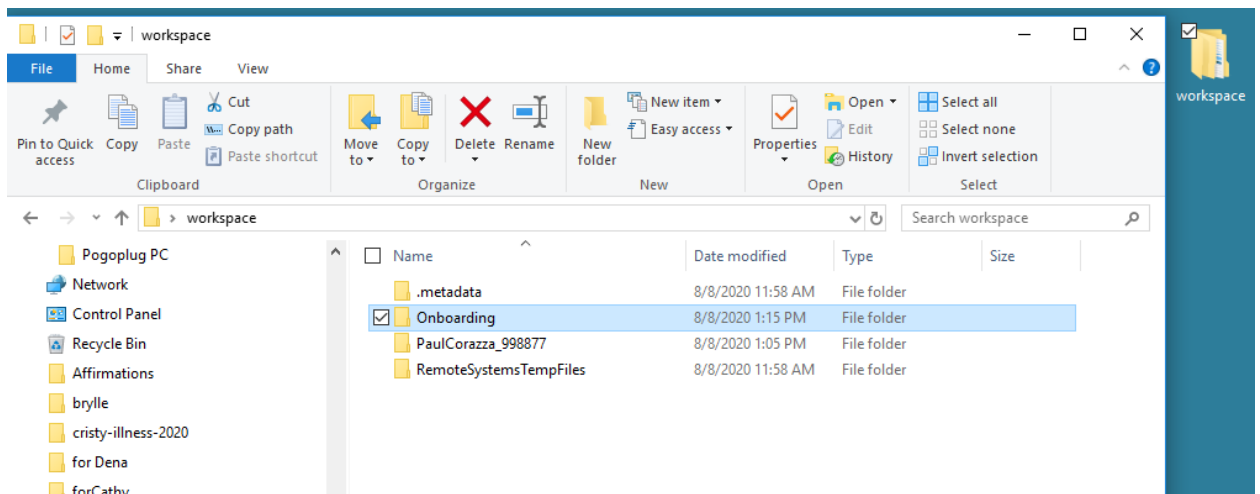 workspace
File Home Share View
Pin to Quick access
Copy
Paste
Cut
Copy path
Paste shortcut
Clipboard
Move to
Copy to
Delete
Rename
Organize
New folder
New item
Easy access
New
Properties
Open
Edit
History
Open
Select all
Select none
Invert selection
Select
workspace
workspace
Search workspace
Pogoplug PC
Network
Control Panel
Recycle Bin
Affirmations
brylle
cristy-illness-2020
for Dena
forCathy
Name Date modified Type Size
.metadata 8/8/2020 11:58 AM File folder
Onboarding 8/8/2020 1:15 PM File folder
PaulCorazza_998877 8/8/2020 1:05 PM File folder
RemoteSystemsTempFiles 8/8/2020 11:58 AM File folder